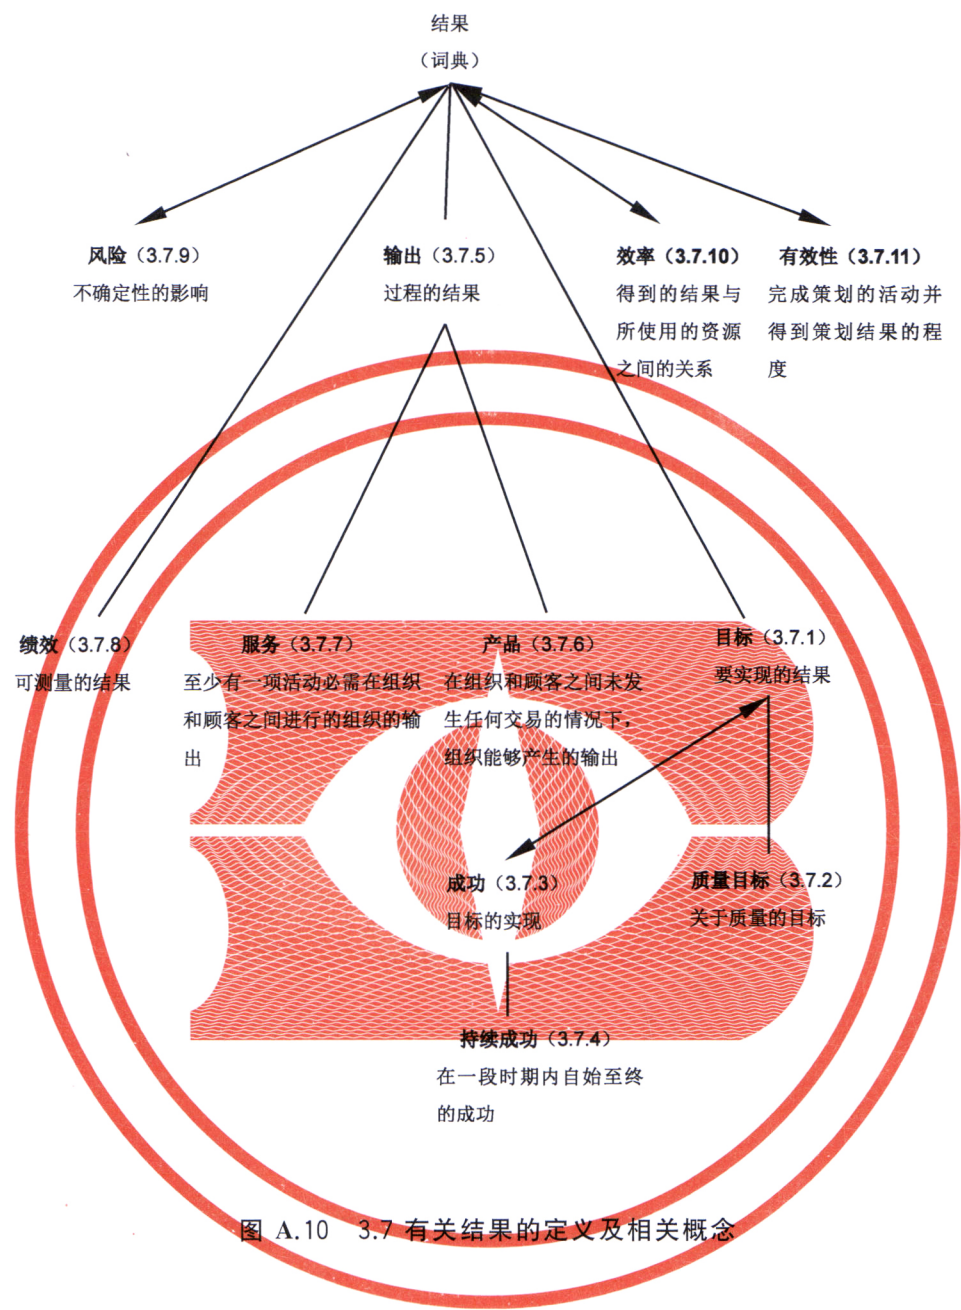 结果
（词典）
风险（3.7.9）
不确定性的影响
输出（3.7.5）
过程的结果
效率（3.7.10）
得到的结果与
所使用的资源
之间的关系
有效性（3.7.11）
完成策划的活动并
得到策划结果的程
度
绩效（3.7.8）
可测量的结果
服务（3.7.7）
至少有一项活动必需在组织
和顾客之间进行的组织的输
出
产品（3.7.6）
在组织和顾客之间未发
生任何交易的情况下，
组织能够产生的输出
目标（3.7.1）
要实现的结果
成功（3.7.3）
目标的实现
质量目标（3.7.2）
关于质量的目标
持续成功（3.7.4）
在一段时期内自始至终
的成功
图 A.10 3.7 有关结果的定义及相关概念